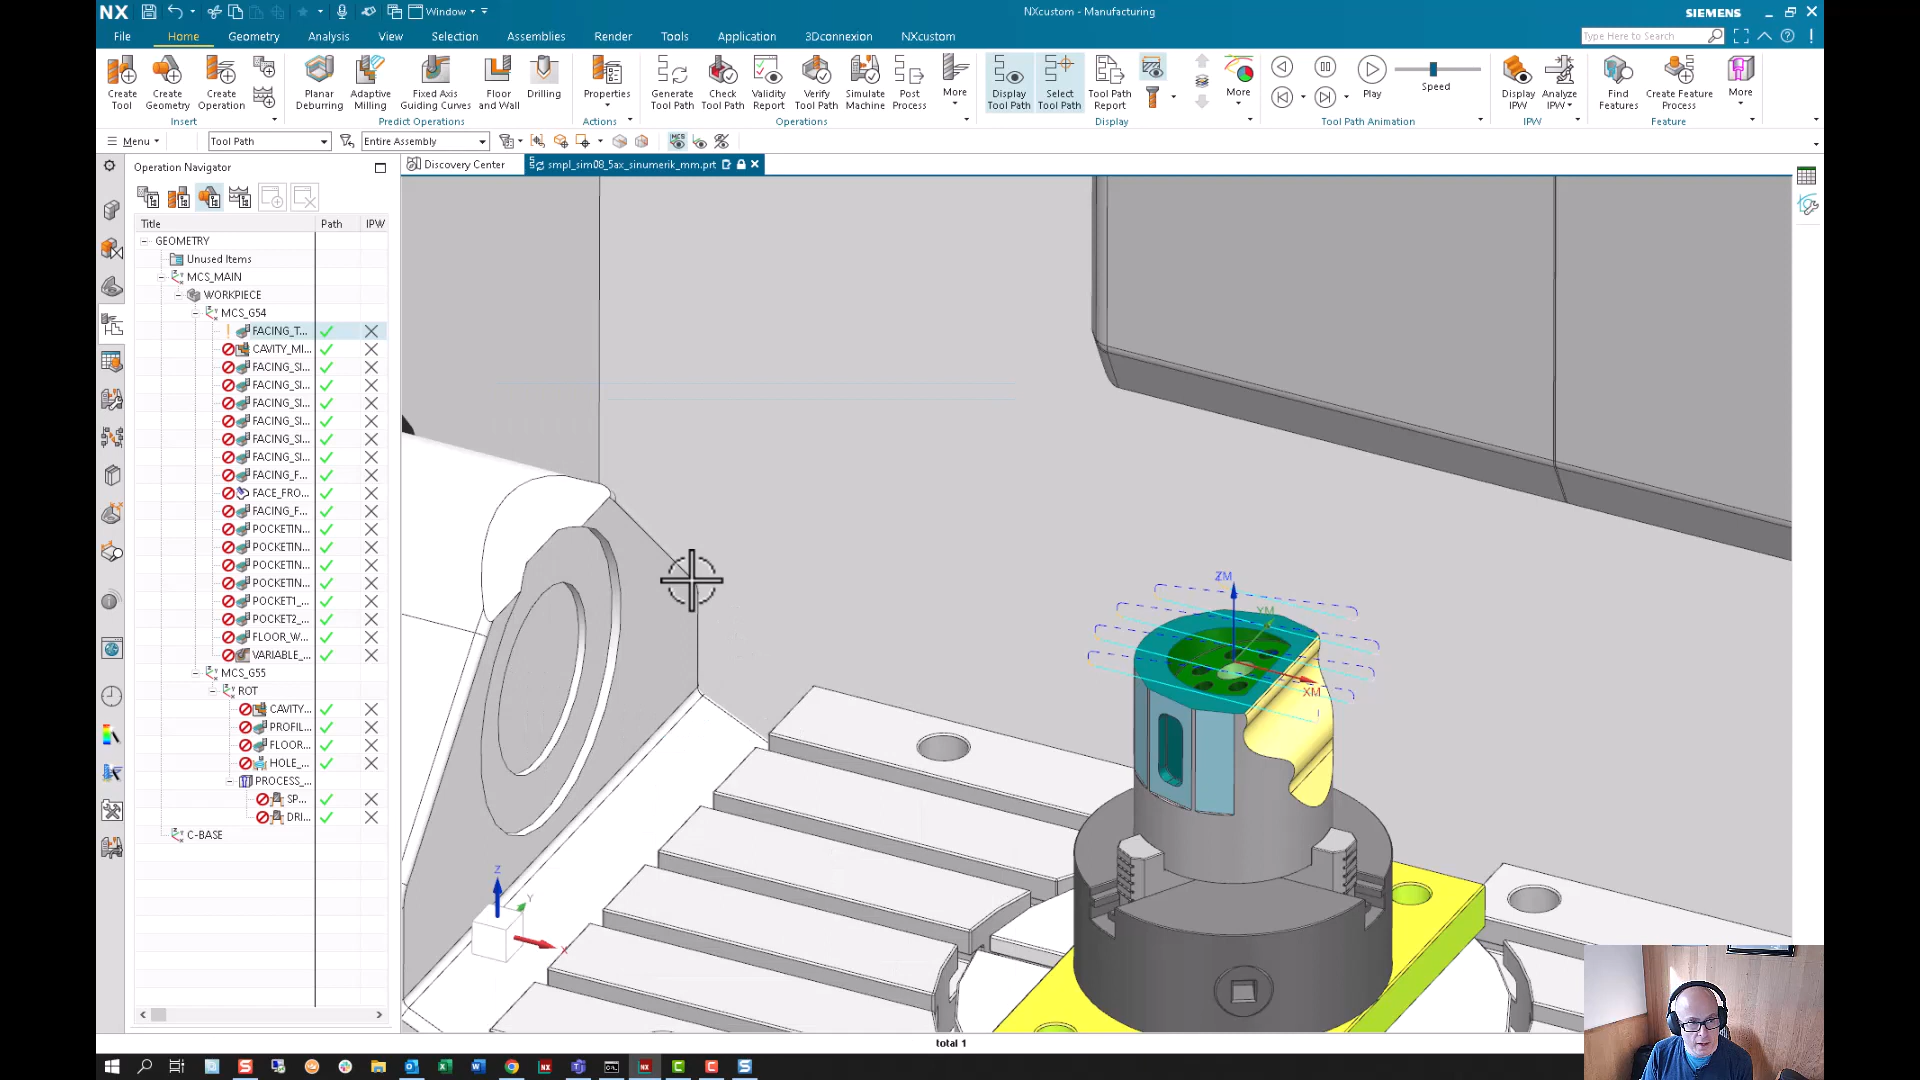 NX Window NXcustom - Manufacturing SIEMENS
File Home Geometry Analysis View Selection Assemblies Render Tools Application 3Dconnexion NXcustom Type Here to Search
Create Tool Create Geometry Create Operation Planar Deburring Adaptive Milling Fixed Axis Guiding Curves Floor and Wall Drilling Properties Generate Tool Path Check Tool Path Validity Report Verify Tool Path Simulate Machine Post Process More Display Tool Path Select Tool Path Tool Path Report More Play Speed Display IPW Analyze IPW Find Features Create Feature Process More
Insert Predict Operations Actions Operations Display Tool Path Animation IPW Feature
Menu Tool Path Entire Assembly MCS
Operation Navigator Discovery Center smpl_sim08_5ax_sinumerik_mm.prt
Title Path IPW
GEOMETRY
Unused Items
MCS_MAIN
WORKPIECE
MCS_G54
FACING_T...
CAVITY_MI...
FACING_SI...
FACING_SI...
FACING_SI...
FACING_SI...
FACING_SI...
FACING_SI...
FACING_F...
FACE_FRO...
FACING_F...
POCKETIN...
POCKETIN...
POCKETIN...
POCKETIN...
POCKET1_...
POCKET2_...
FLOOR_W...
VARIABLE_...
MCS_G55
ROT
CAVITY...
PROFIL...
FLOOR...
HOLE_...
PROCESS_...
SP...
DRI...
C-BASE
ZM
YM
XM
Z
Y
X
total 1